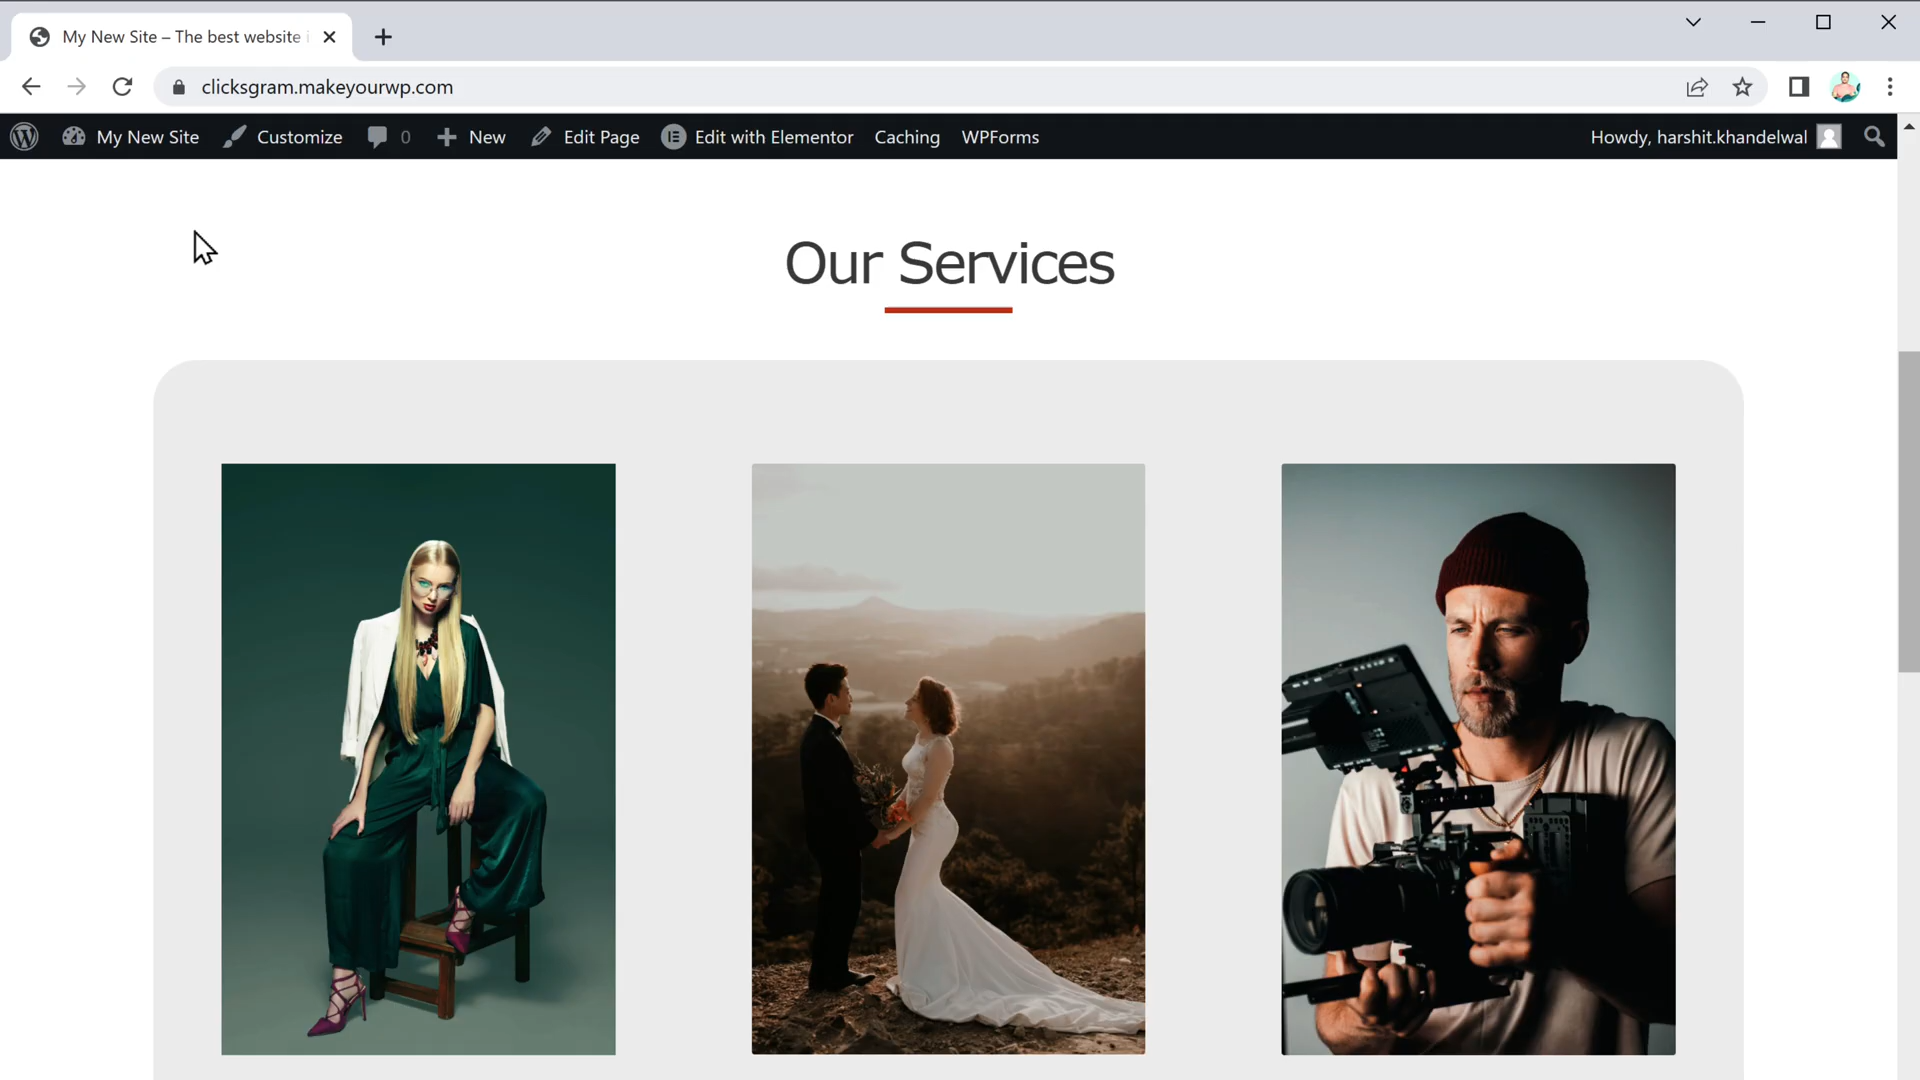 My New Site – The best website i
clicksgram.makeyourwp.com
My New Site
Customize
0
New
Edit Page
Edit with Elementor
Caching
WPForms
Howdy, harshit.khandelwal
Our Services